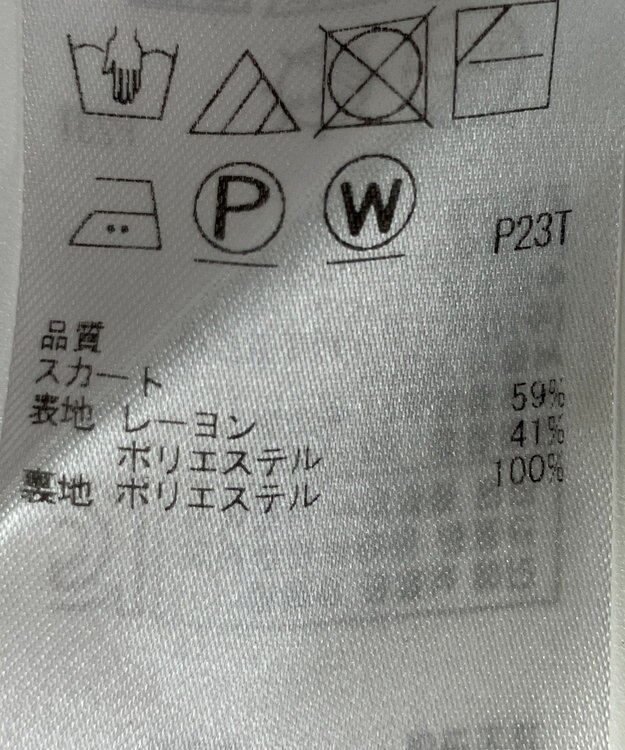 P
W
P23T
品質
スカート
表地 レーヨン 59%
ポリエステル 41%
裏地 ポリエステル 100%